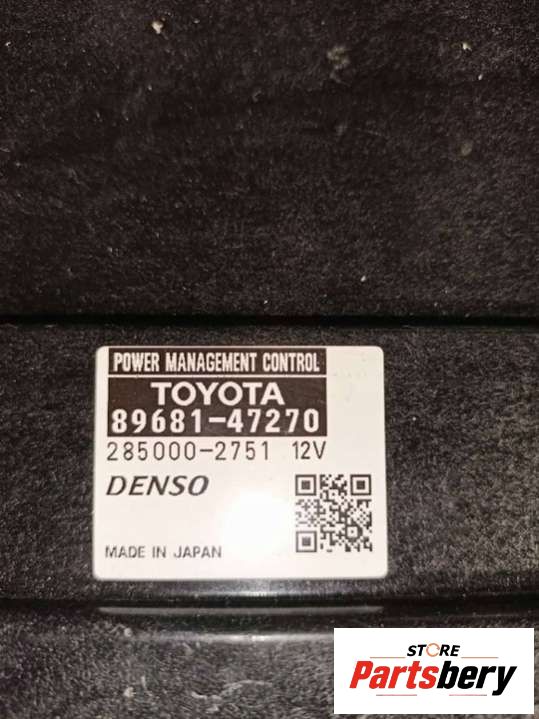 POWER MANAGEMENT CONTROL
TOYOTA
89681-47270
285000-2751 12V
DENSO
MADE IN JAPAN
STORE
Partsbery